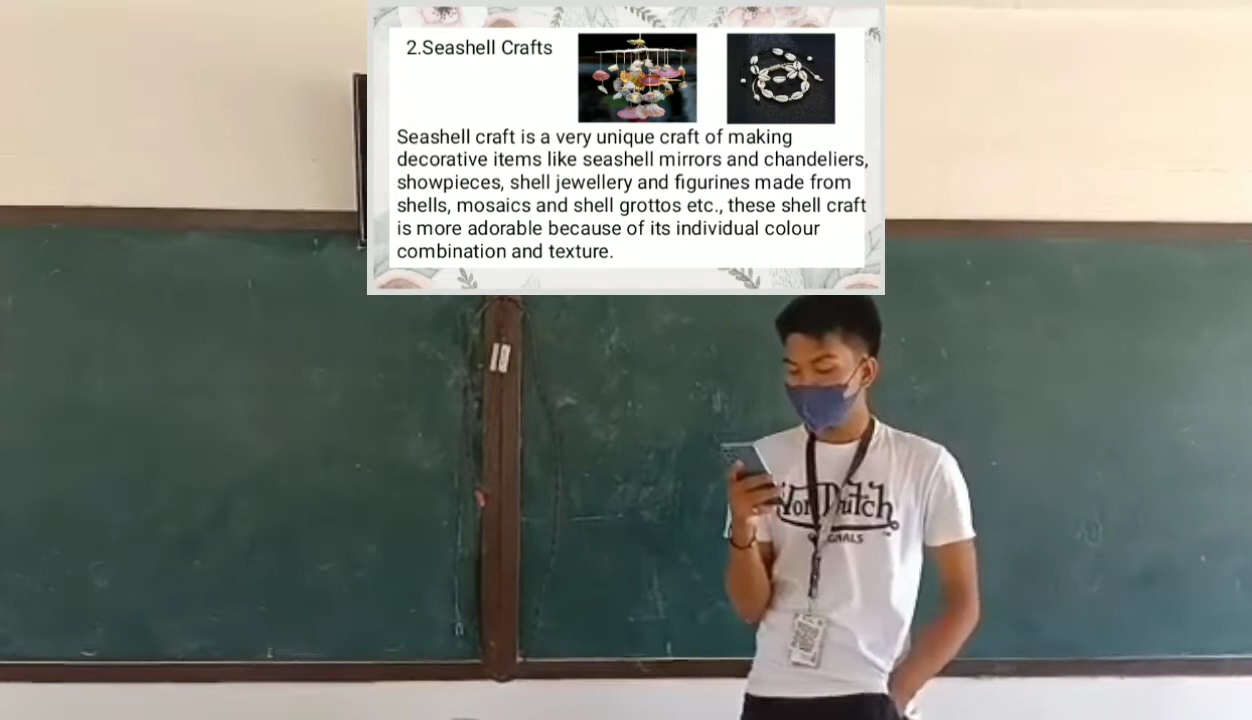 2.Seashell Crafts
Seashell craft is a very unique craft of making
decorative items like seashell mirrors and chandeliers,
showpieces, shell jewellery and figurines made from
shells, mosaics and shell grottos etc., these shell craft
is more adorable because of its individual colour
combination and texture.
Von Dutch